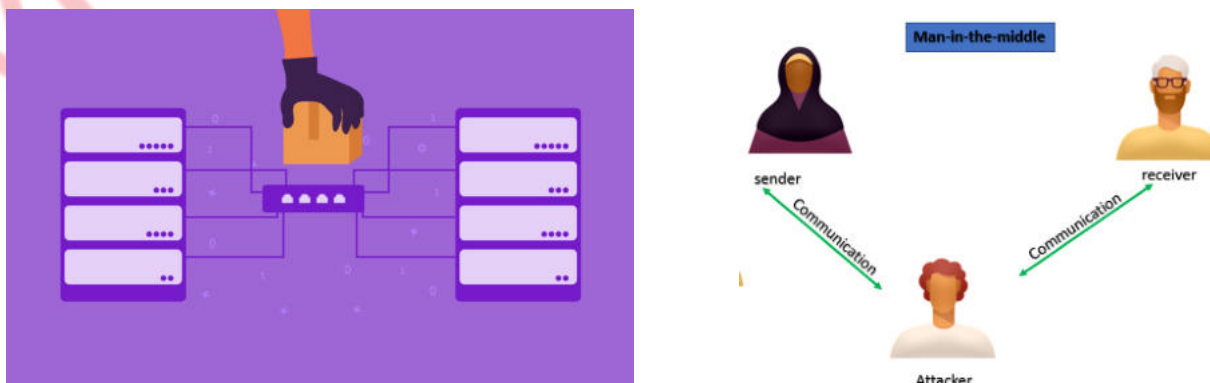 Man-in-the-middle
sender
receiver
Communication
Communication
Attacker